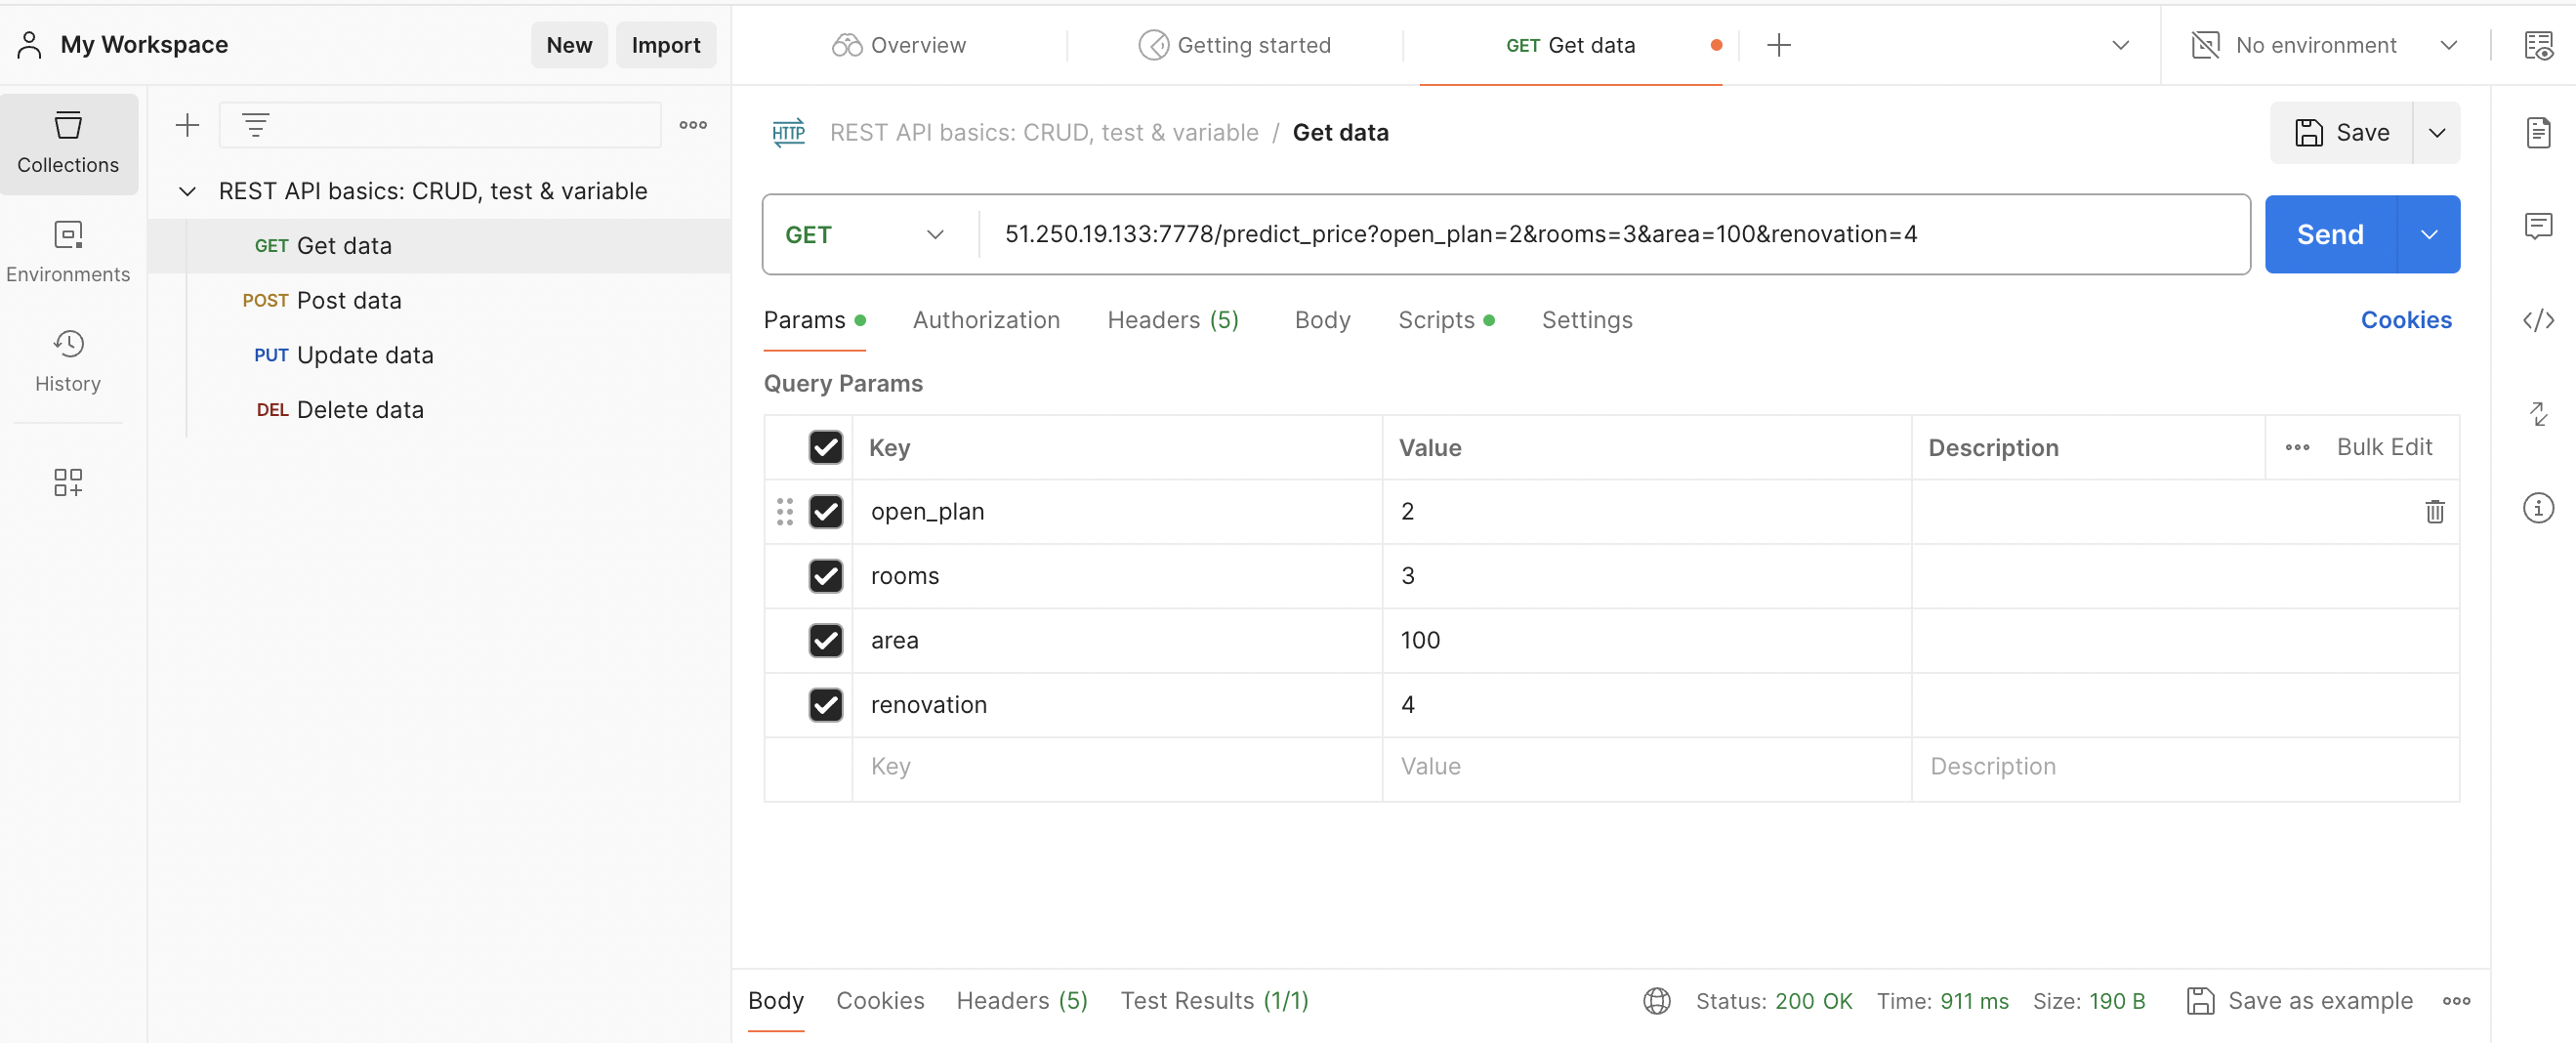 My Workspace
New
Import
Overview
Getting started
GET Get data
No environment
Collections
Environments
History
REST API basics: CRUD, test & variable
GET Get data
POST Post data
PUT Update data
DEL Delete data
HTTP REST API basics: CRUD, test & variable / Get data
Save
GET 51.250.19.133:7778/predict_price?open_plan=2&rooms=3&area=100&renovation=4
Send
Params Authorization Headers (5) Body Scripts Settings Cookies
Query Params
Key Value Description Bulk Edit
open_plan 2
rooms 3
area 100
renovation 4
Key Value Description
Body Cookies Headers (5) Test Results (1/1) Status: 200 OK Time: 911 ms Size: 190 B Save as example